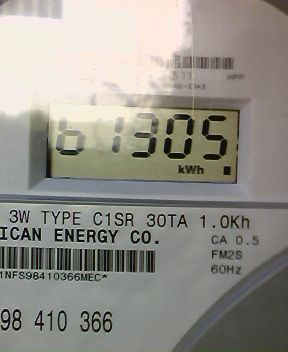 61305
kWh
3W TYPE C1SR 30TA 1.0Kh
ICAN ENERGY CO.
CA 0.5
FM2S
60Hz
1NFS98410366MEC*
98 410 366